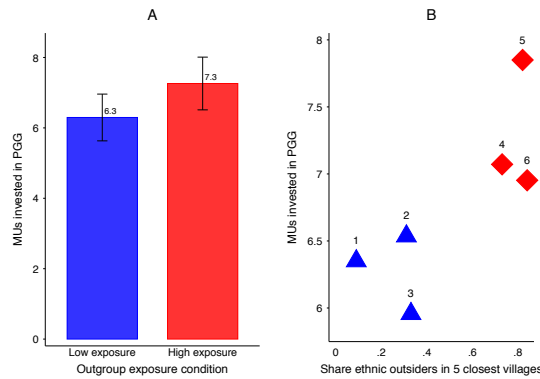 A
MUs invested in PGG
8
6
4
2
0
6.3
7.3
Low exposure
High exposure
Outgroup exposure condition
B
MUs invested in PGG
8
7.5
7
6.5
6
5
4
6
2
1
3
0
.2
.4
.6
.8
Share ethnic outsiders in 5 closest villages